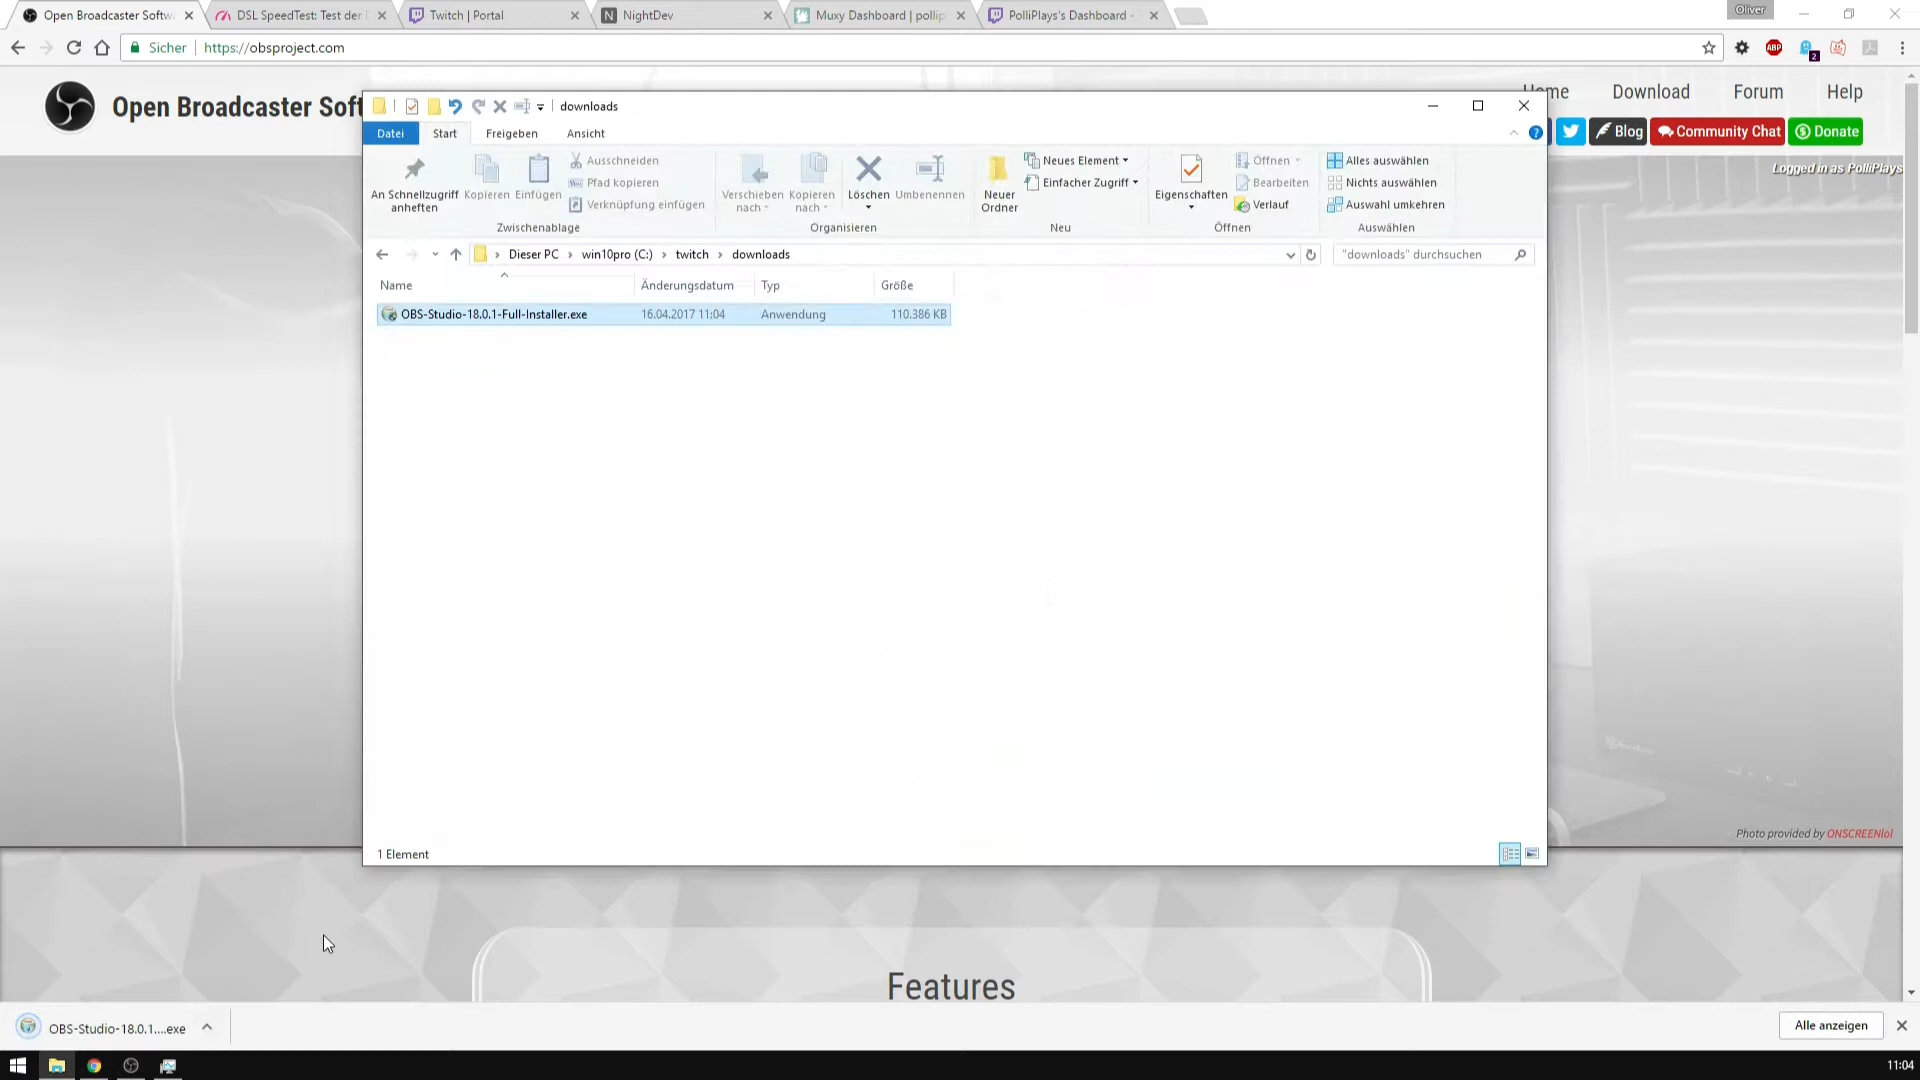 Open Broadcaster Softw
DSL SpeedTest: Test der
Twitch | Portal
NightDev
Muxy Dashboard | pollip
PolliPlays's Dashboard -
Oliver
Sicher
https://obsproject.com
ABP
2
Open Broadcaster Soft
Home
Download
Forum
Help
Blog
Community Chat
Donate
Logged in as PolliPlays
downloads
Datei
Start
Freigeben
Ansicht
An Schnellzugriff
anheften
Kopieren
Einfügen
Ausschneiden
Pfad kopieren
Verknüpfung einfügen
Zwischenablage
Verschieben
nach
Kopieren
nach
Löschen
Umbenennen
Organisieren
Neuer
Ordner
Neues Element
Einfacher Zugriff
Neu
Eigenschaften
Öffnen
Bearbeiten
Verlauf
Öffnen
Alles auswählen
Nichts auswählen
Auswahl umkehren
Auswählen
Dieser PC › win10pro (C:) › twitch › downloads
"downloads" durchsuchen
Name
Änderungsdatum
Typ
Größe
OBS-Studio-18.0.1-Full-Installer.exe
16.04.2017 11:04
Anwendung
110.386 KB
1 Element
Photo provided by ONSCREENlol
Features
OBS-Studio-18.0.1....exe
Alle anzeigen
11:04